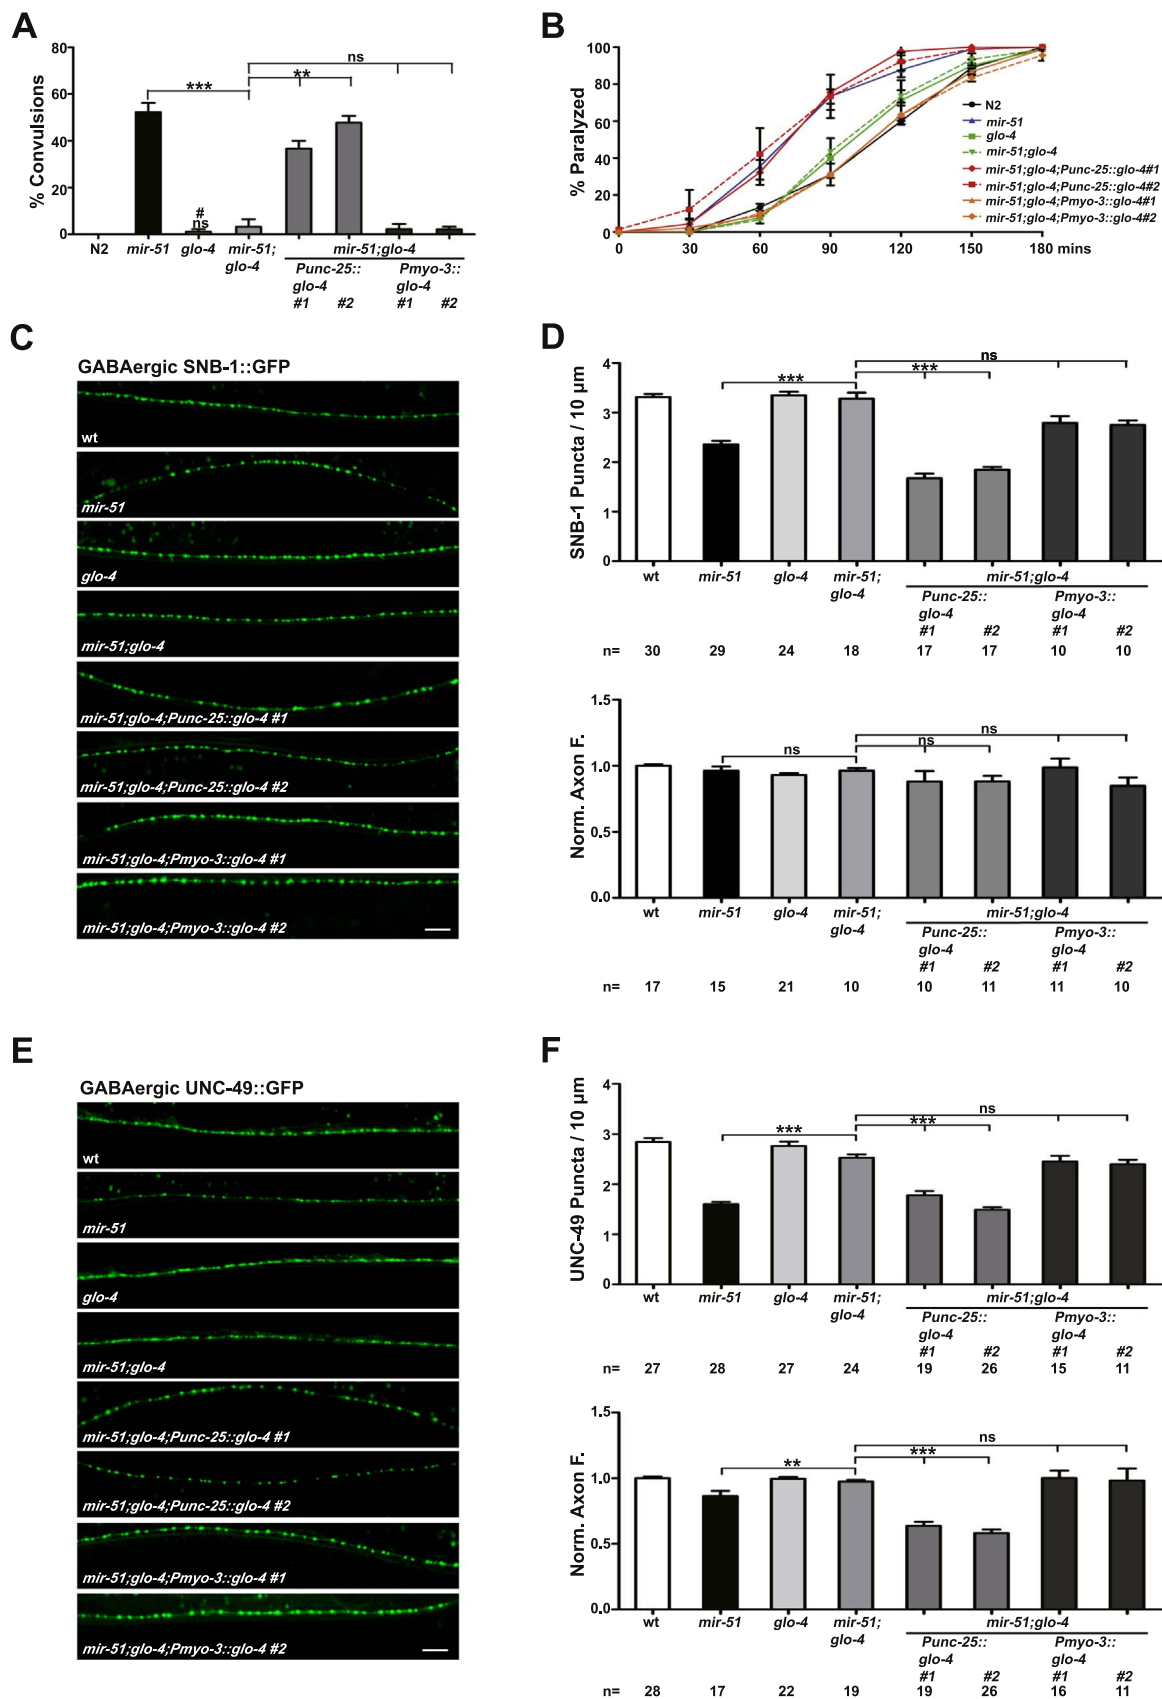 A
% Convulsions
80
60
40
20
0
*** ** ns
# ns
N2 mir-51 glo-4 mir-51; glo-4 mir-51;glo-4
Punc-25:: glo-4 Pmyo-3:: glo-4
#1 #2 #1 #2
B
% Paralyzed
100
80
60
40
20
0
0 30 60 90 120 150 180 mins
N2
mir-51
glo-4
mir-51;glo-4
mir-51;glo-4;Punc-25::glo-4#1
mir-51;glo-4;Punc-25::glo-4#2
mir-51;glo-4;Pmyo-3::glo-4#1
mir-51;glo-4;Pmyo-3::glo-4#2
C
GABAergic SNB-1::GFP
wt
mir-51
glo-4
mir-51;glo-4
mir-51;glo-4;Punc-25::glo-4 #1
mir-51;glo-4;Punc-25::glo-4 #2
mir-51;glo-4;Pmyo-3::glo-4 #1
mir-51;glo-4;Pmyo-3::glo-4 #2
D
SNB-1 Puncta / 10 µm
4
3
2
1
0
*** *** ns
wt mir-51 glo-4 mir-51; glo-4 mir-51;glo-4
Punc-25:: glo-4 Pmyo-3:: glo-4
#1 #2 #1 #2
n= 30 29 24 18 17 17 10 10
Norm. Axon F.
1.5
1.0
0.5
0.0
ns ns ns
wt mir-51 glo-4 mir-51; glo-4 mir-51;glo-4
Punc-25:: glo-4 Pmyo-3:: glo-4
#1 #2 #1 #2
n= 17 15 21 10 10 11 11 10
E
GABAergic UNC-49::GFP
wt
mir-51
glo-4
mir-51;glo-4
mir-51;glo-4;Punc-25::glo-4 #1
mir-51;glo-4;Punc-25::glo-4 #2
mir-51;glo-4;Pmyo-3::glo-4 #1
mir-51;glo-4;Pmyo-3::glo-4 #2
F
UNC-49 Puncta / 10 µm
4
3
2
1
0
*** *** ns
wt mir-51 glo-4 mir-51; glo-4 mir-51;glo-4
Punc-25:: glo-4 Pmyo-3:: glo-4
#1 #2 #1 #2
n= 27 28 27 24 19 26 15 11
Norm. Axon F.
1.5
1.0
0.5
0.0
** *** ns
wt mir-51 glo-4 mir-51; glo-4 mir-51;glo-4
Punc-25:: glo-4 Pmyo-3:: glo-4
#1 #2 #1 #2
n= 28 17 22 19 19 26 16 11